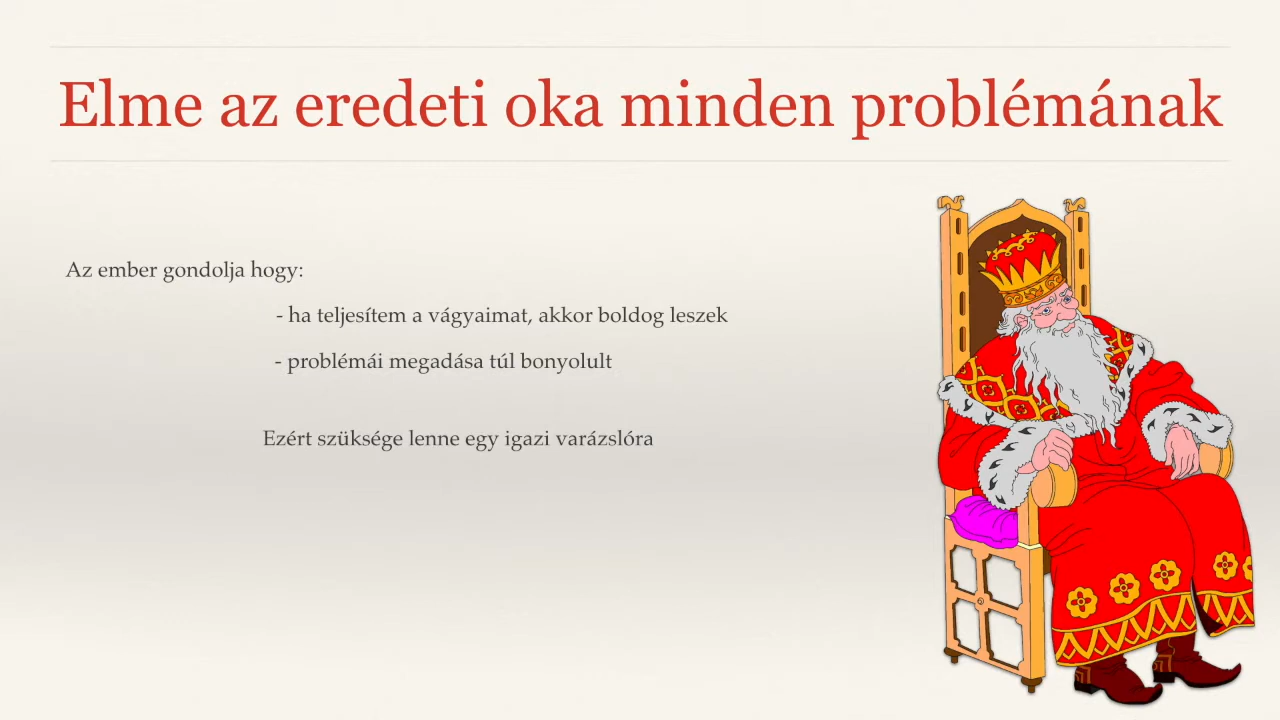 Elme az eredeti oka minden problémának
Az ember gondolja hogy:
- ha teljesítem a vágyaimat, akkor boldog leszek
- problémái megadása túl bonyolult
Ezért szüksége lenne egy igazi varázslóra